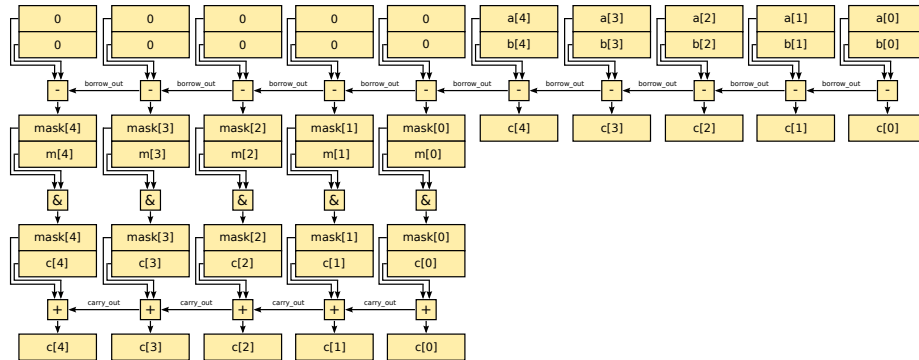 0 0 0 0 0 a[4] a[3] a[2] a[1] a[0]
0 0 0 0 0 b[4] b[3] b[2] b[1] b[0]
borrow_out borrow_out borrow_out borrow_out borrow_out borrow_out borrow_out borrow_out borrow_out
- - - - - - - - - -
mask[4] mask[3] mask[2] mask[1] mask[0] c[4] c[3] c[2] c[1] c[0]
m[4] m[3] m[2] m[1] m[0]
& & & & &
mask[4] mask[3] mask[2] mask[1] mask[0]
c[4] c[3] c[2] c[1] c[0]
carry_out carry_out carry_out carry_out
+ + + + +
c[4] c[3] c[2] c[1] c[0]